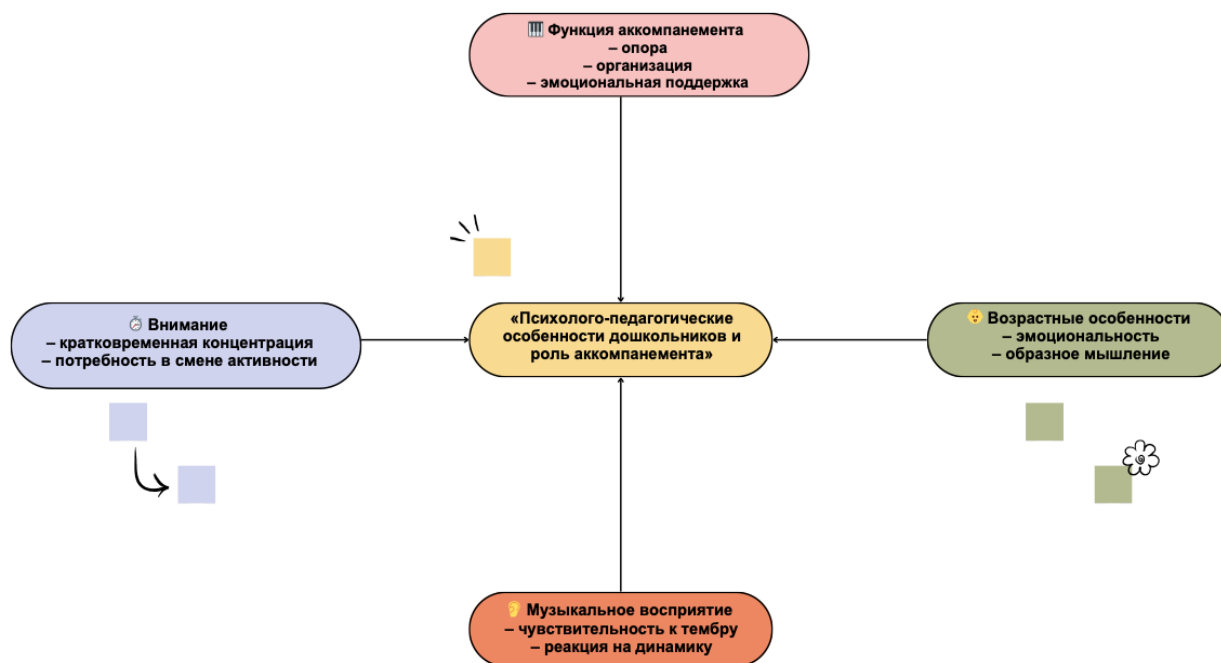 🎹 Функция аккомпанемента
– опора
– организация
– эмоциональная поддержка
⏱ Внимание
– кратковременная концентрация
– потребность в смене активности
«Психолого-педагогические
особенности дошкольников и
роль аккомпанемента»
👶 Возрастные особенности
– эмоциональность
– образное мышление
👂 Музыкальное восприятие
– чувствительность к тембру
– реакция на динамику